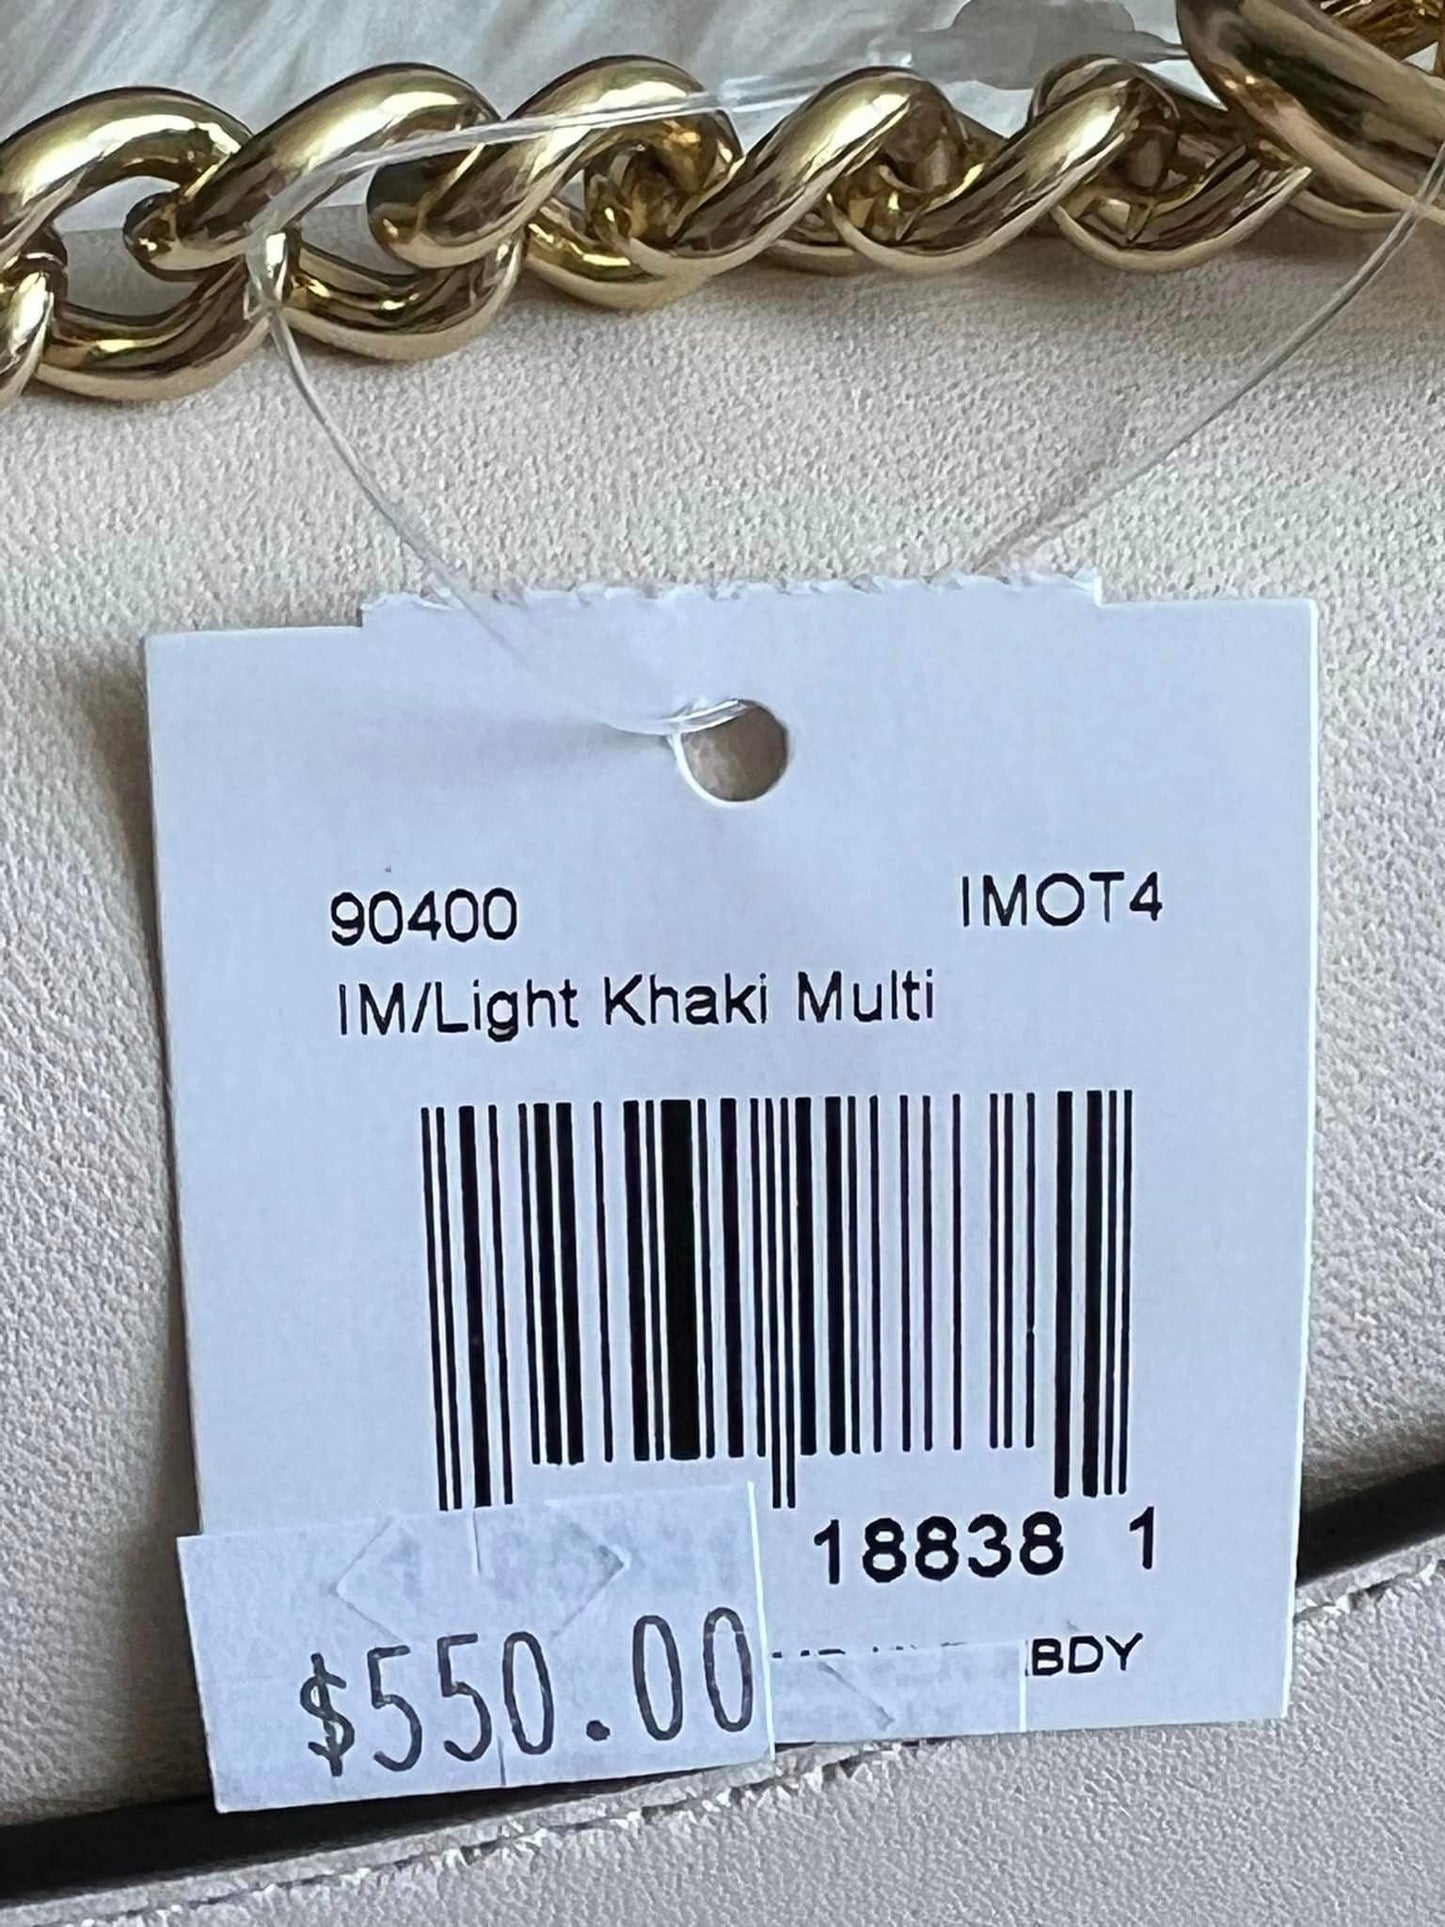 90400 IMOT4
IM/Light Khaki Multi
18838 1
BDY
$550.00